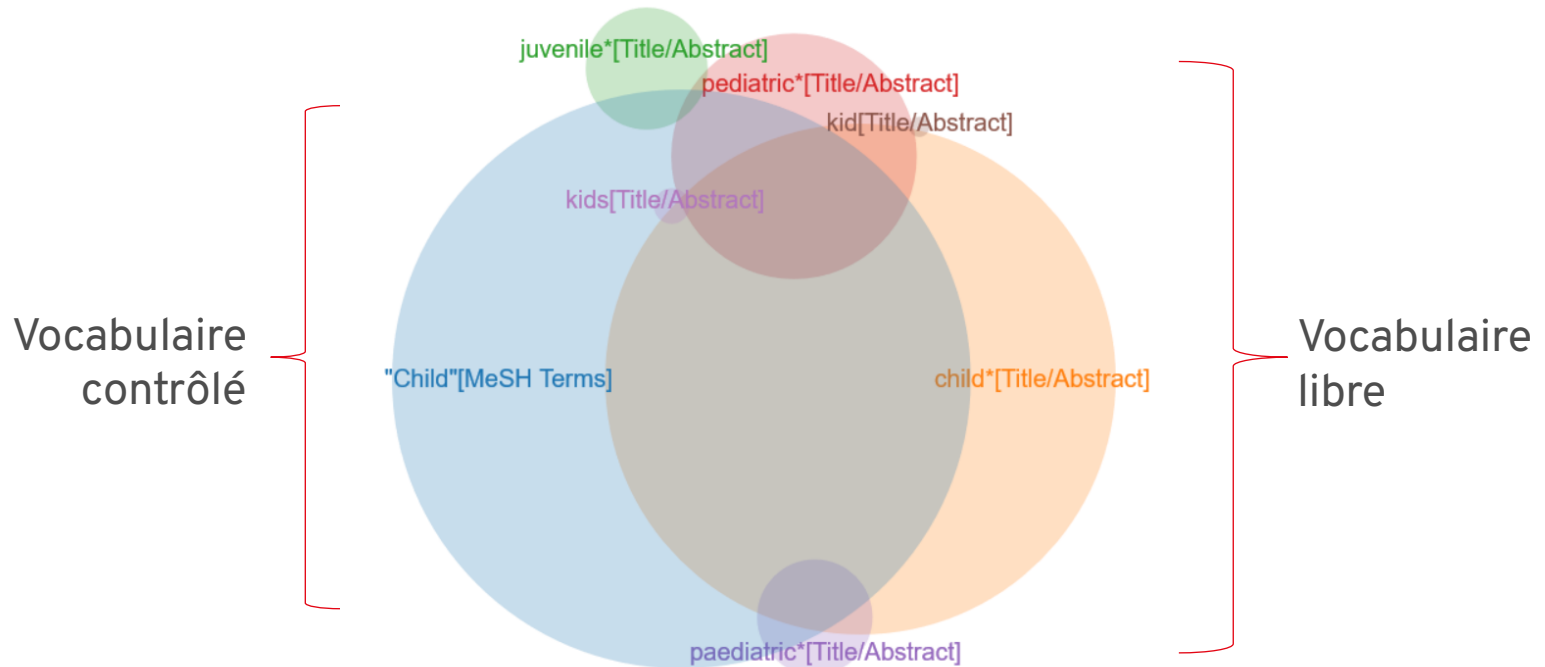 juvenile*[Title/Abstract]
pediatric*[Title/Abstract]
kid[Title/Abstract]
kids[Title/Abstract]
Vocabulaire
contrôlé
"Child"[MeSH Terms]
child*[Title/Abstract]
Vocabulaire
libre
paediatric*[Title/Abstract]